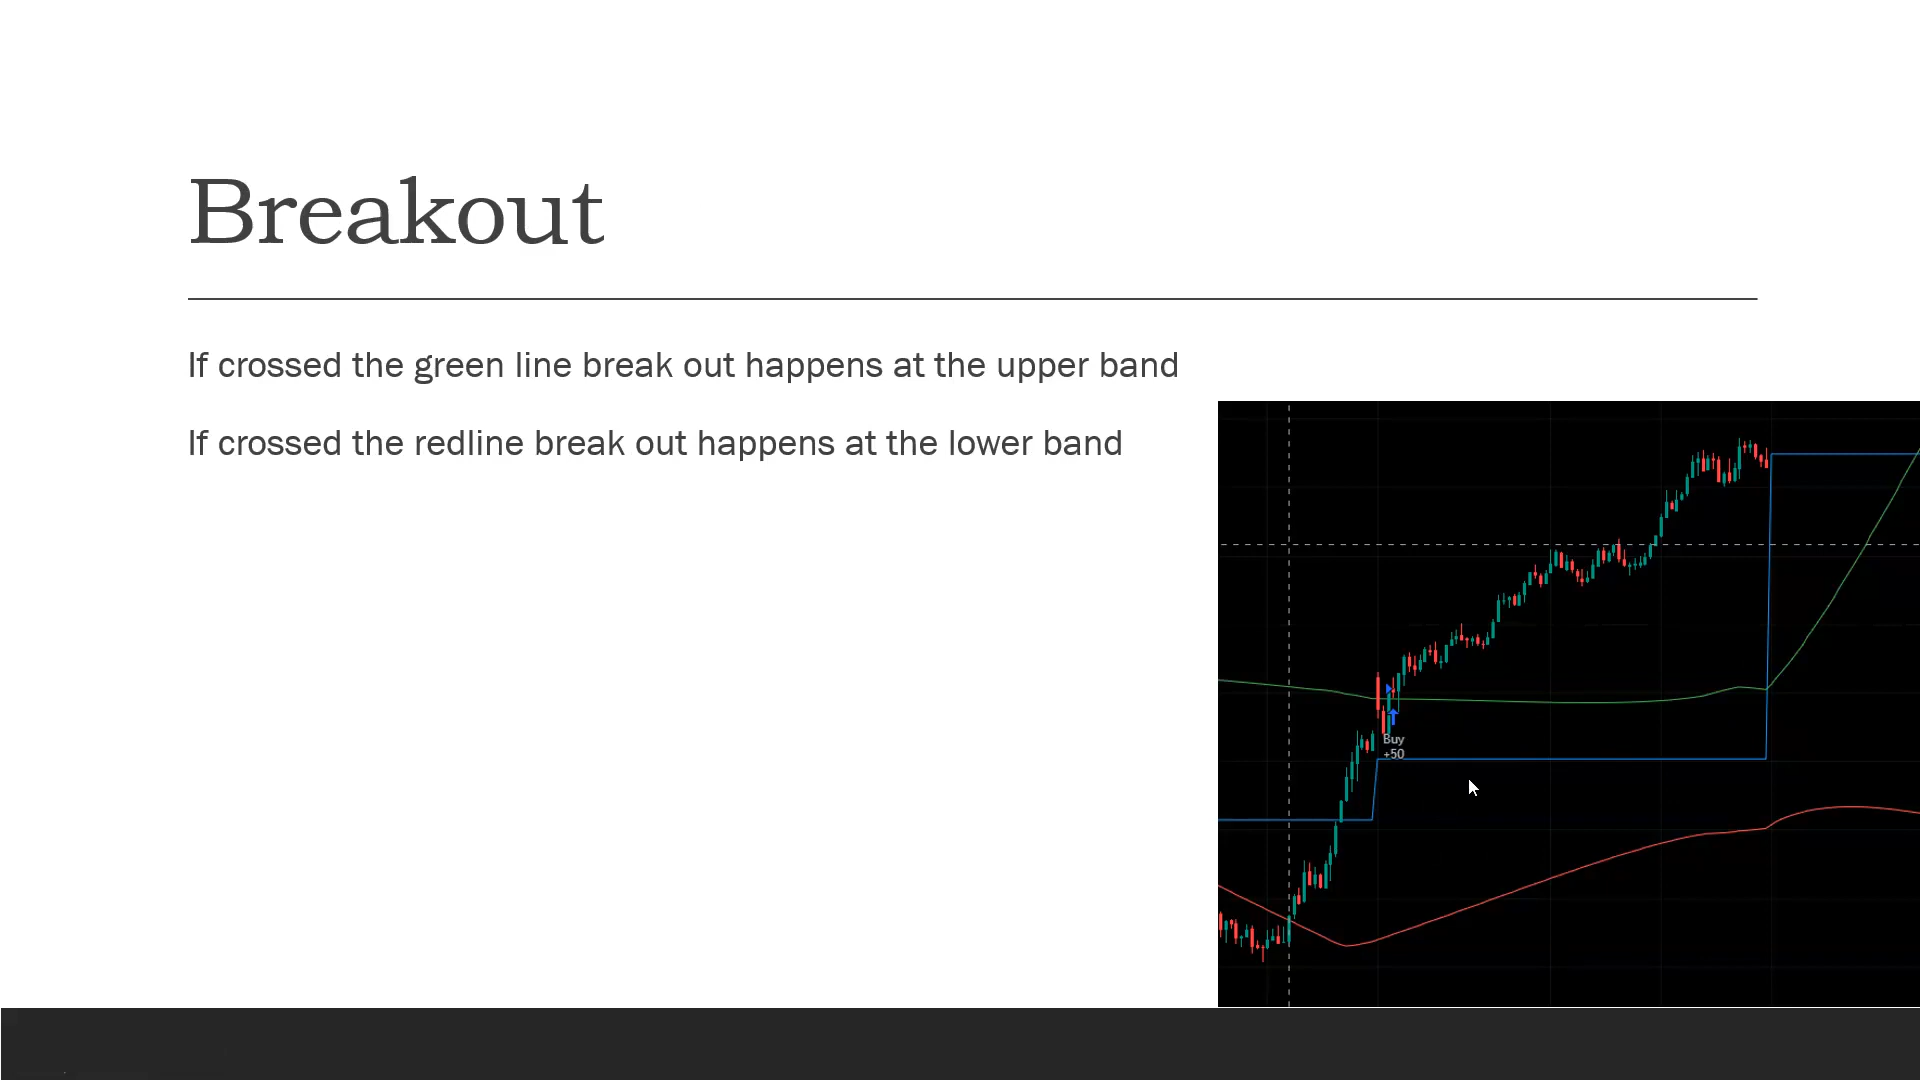 Breakout
If crossed the green line break out happens at the upper band
If crossed the redline break out happens at the lower band
Buy
+50